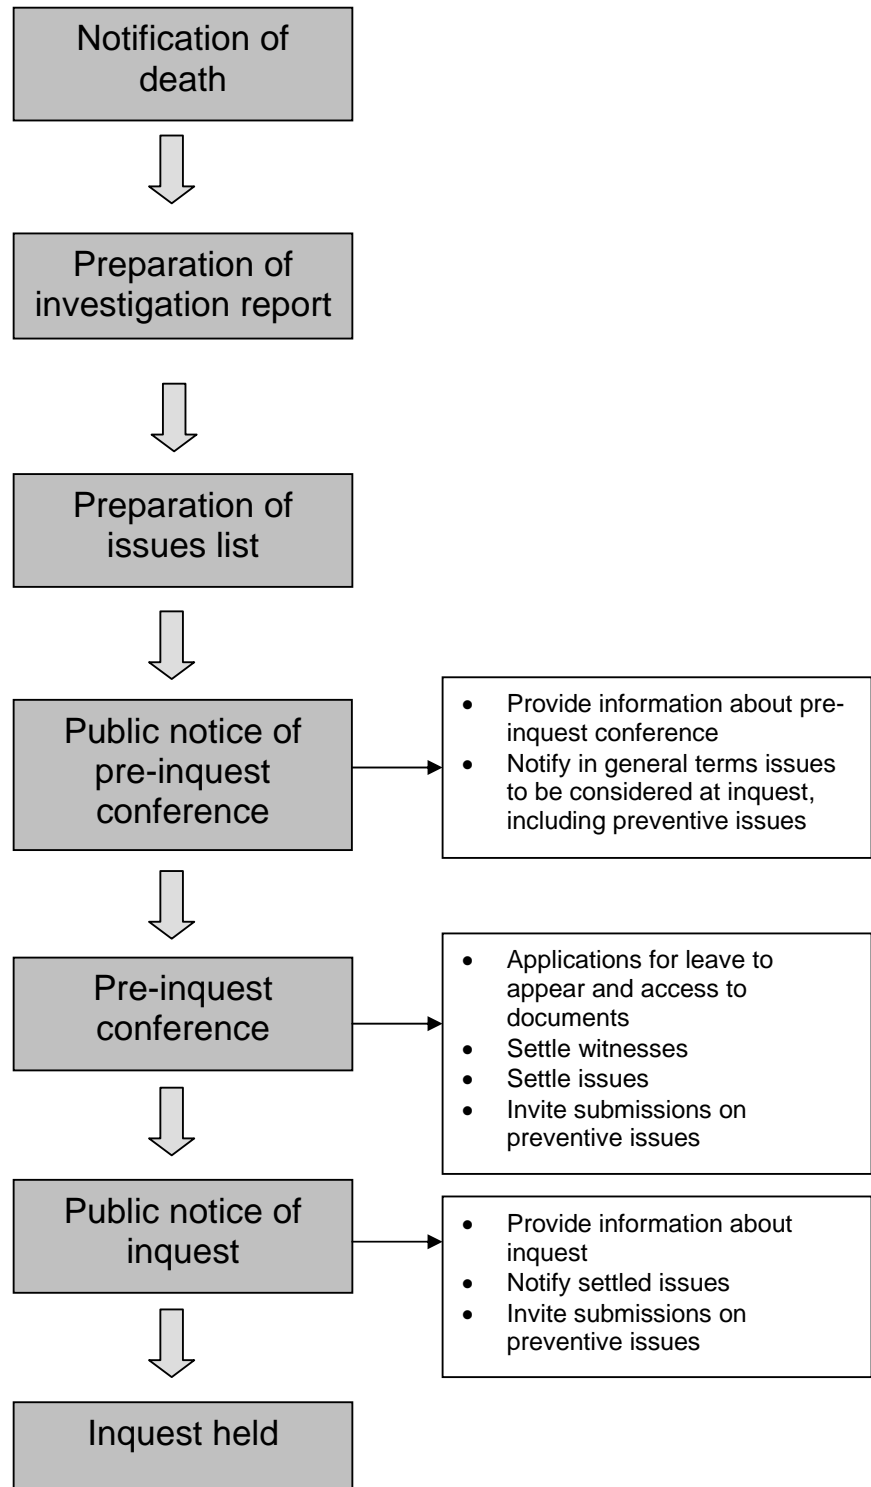 Notification of
death
Preparation of
investigation report
Preparation of
issues list
Public notice of
pre-inquest
conference
• Provide information about pre-
inquest conference
• Notify in general terms issues
to be considered at inquest,
including preventive issues
Pre-inquest
conference
• Applications for leave to
appear and access to
documents
• Settle witnesses
• Settle issues
• Invite submissions on
preventive issues
Public notice of
inquest
• Provide information about
inquest
• Notify settled issues
• Invite submissions on
preventive issues
Inquest held